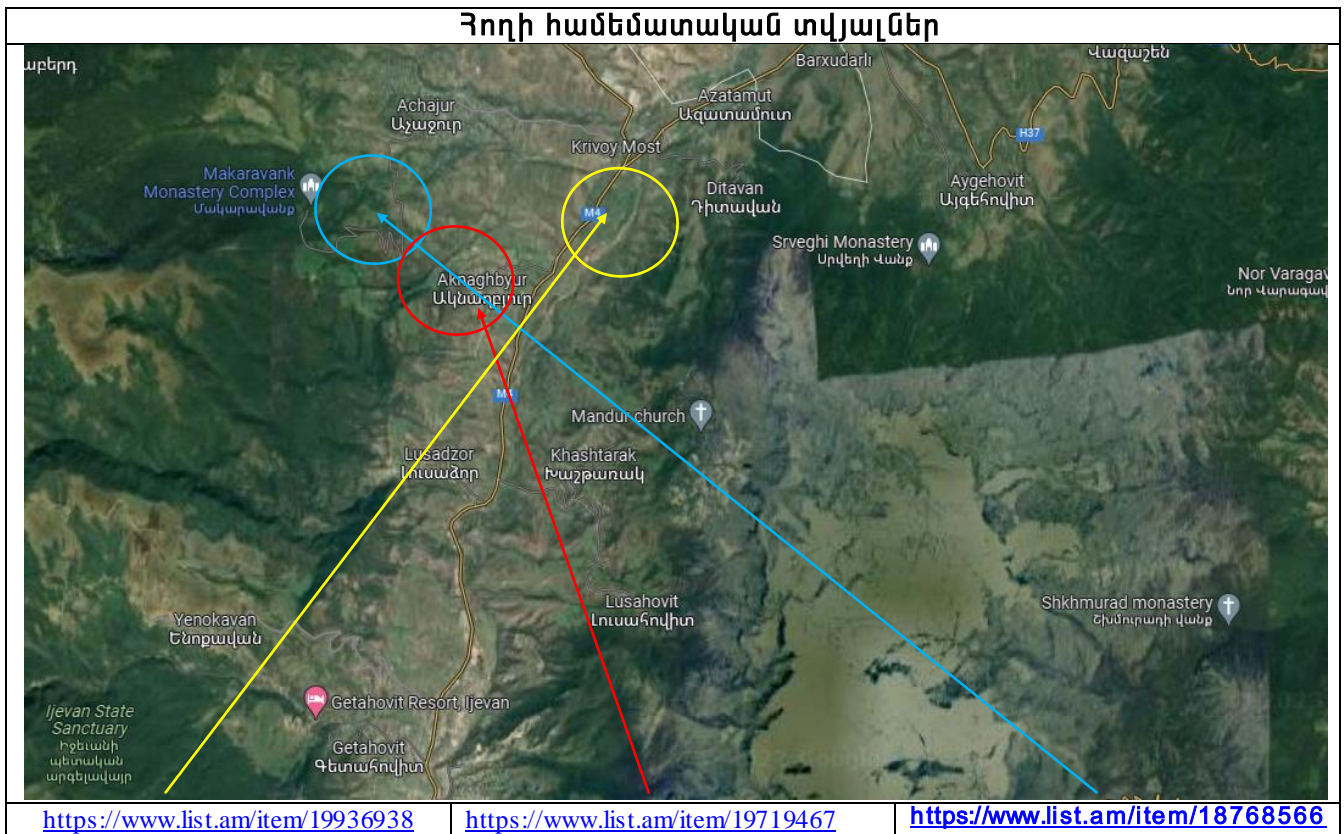 Հողի համեմատական տվյալներ
աբերդ
Barxudarlı
Վազաշեն
Achajur
Աչաջուր
Azatamut
Ազատամուտ
H37
Krivoy Most
Makaravank
Monastery Complex
Մակարավանք
Ditavan
Դիտավան
Aygehovit
Այգեհովիտ
M4
Srveghi Monastery
Սրվեղի Վանք
Aknaghbyur
Ակնաղբյուր
Nor Varagav
Նոր Վարագավ
M4
Mandur church
Lusadzor
Լուսաձոր
Khashtarak
Խաշթառակ
Lusahovit
Լուսահովիտ
Shkhmurad monastery
Շխմուրադի վանք
Yenokavan
Ենոքավան
Getahovit Resort, Ijevan
Ijevan State
Sanctuary
Իջեւանի
պետական
արգելավայր
Getahovit
Գետահովիտ
https://www.list.am/item/19936938
https://www.list.am/item/19719467
https://www.list.am/item/18768566